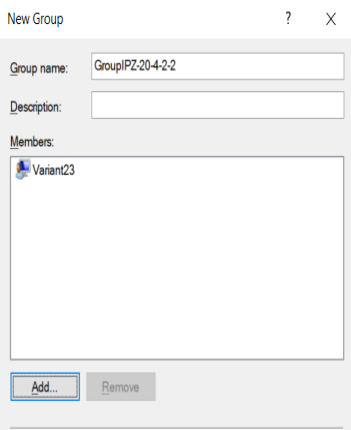 New Group ? X
Group name: GroupIPZ-20-4-2-2
Description:
Members:
Variant23
Add... Remove